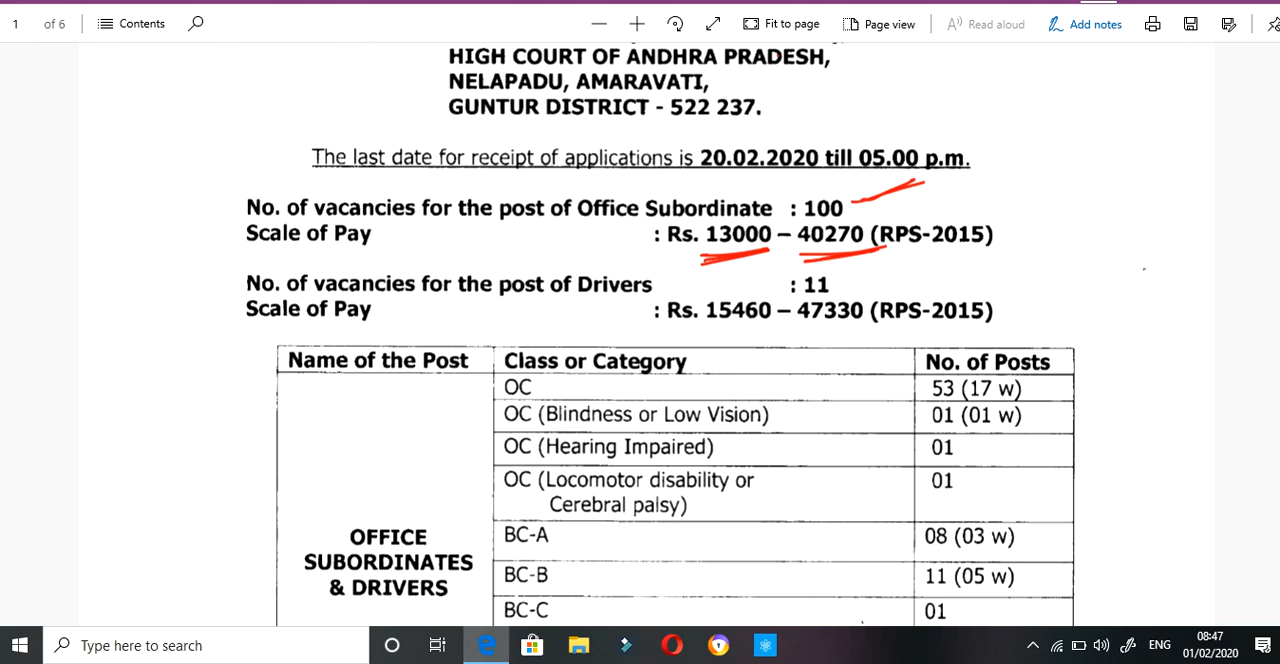 1 of 6 Contents Fit to page Page view Read aloud Add notes
HIGH COURT OF ANDHRA PRADESH,
NELAPADU, AMARAVATI,
GUNTUR DISTRICT - 522 237.
The last date for receipt of applications is 20.02.2020 till 05.00 p.m.
No. of vacancies for the post of Office Subordinate : 100
Scale of Pay : Rs. 13000 – 40270 (RPS-2015)
No. of vacancies for the post of Drivers : 11
Scale of Pay : Rs. 15460 – 47330 (RPS-2015)
Name of the Post Class or Category No. of Posts
OC 53 (17 w)
OC (Blindness or Low Vision) 01 (01 w)
OC (Hearing Impaired) 01
OC (Locomotor disability or 01
Cerebral palsy)
OFFICE
SUBORDINATES
& DRIVERS
BC-A 08 (03 w)
BC-B 11 (05 w)
BC-C 01
Type here to search ENG 08:47
01/02/2020